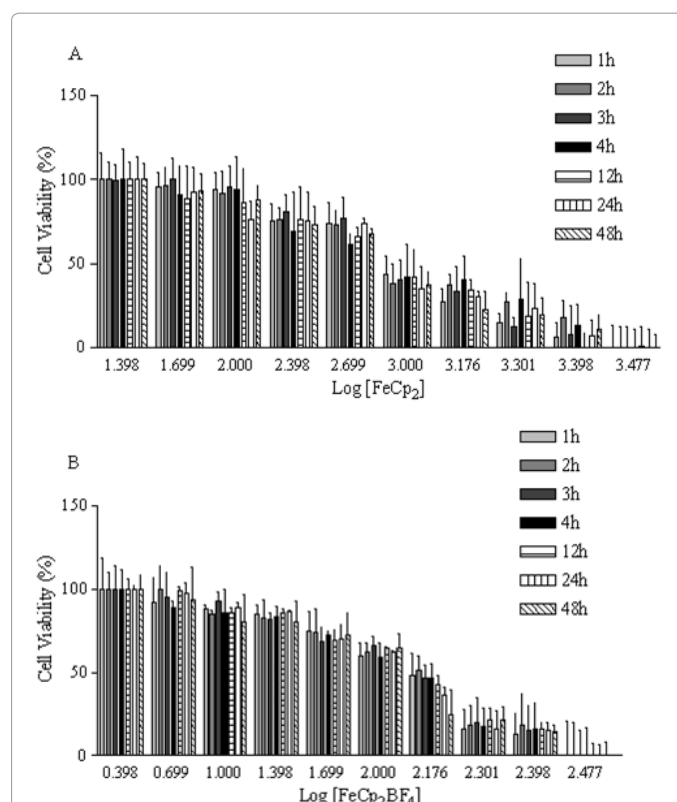 A
1h
2h
3h
4h
12h
24h
48h
150
100
50
0
Cell Viability (%)
1.398 1.699 2.000 2.398 2.699 3.000 3.176 3.301 3.398 3.477
Log [FeCp2]
B
1h
2h
3h
4h
12h
24h
48h
150
100
50
0
Cell Viability (%)
0.398 0.699 1.000 1.398 1.699 2.000 2.176 2.301 2.398 2.477
Log [FeCp2BF4]